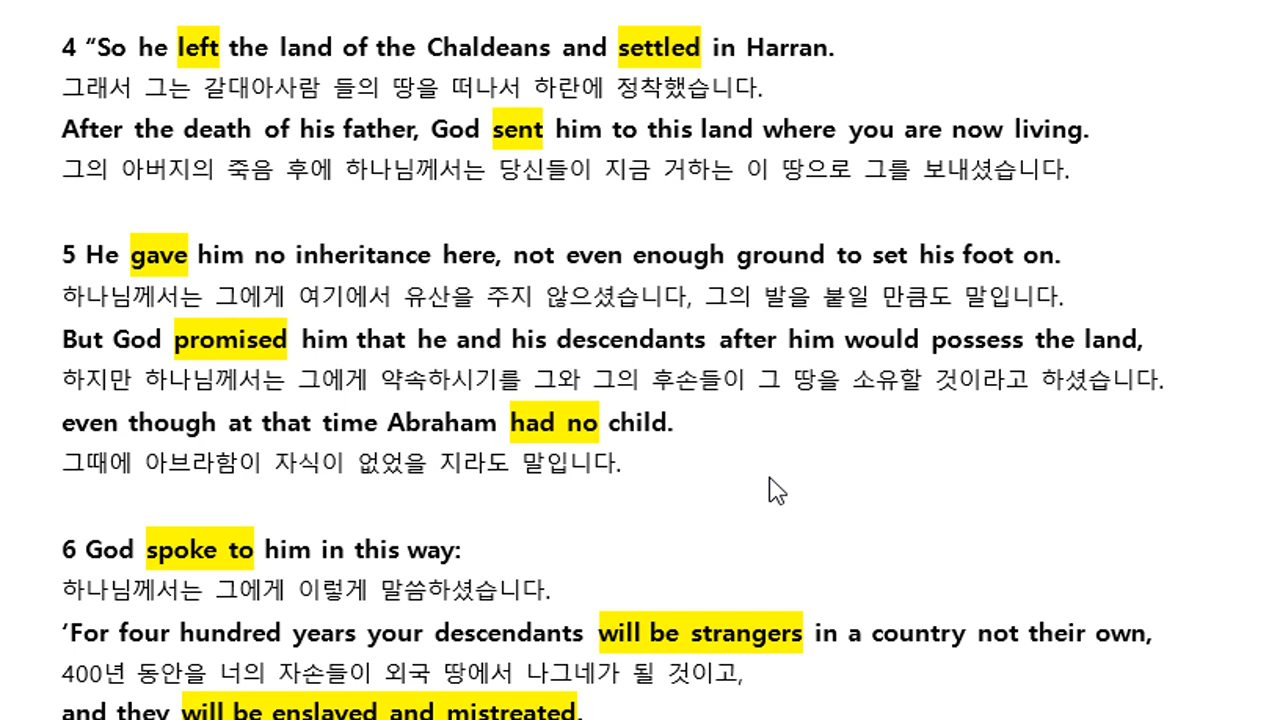 4 “So he left the land of the Chaldeans and settled in Harran.
그래서 그는 갈대아사람 들의 땅을 떠나서 하란에 정착했습니다.
After the death of his father, God sent him to this land where you are now living.
그의 아버지의 죽음 후에 하나님께서는 당신들이 지금 거하는 이 땅으로 그를 보내셨습니다.
5 He gave him no inheritance here, not even enough ground to set his foot on.
하나님께서는 그에게 여기에서 유산을 주지 않으셨습니다, 그의 발을 붙일 만큼도 말입니다.
But God promised him that he and his descendants after him would possess the land,
하지만 하나님께서는 그에게 약속하시기를 그와 그의 후손들이 그 땅을 소유할 것이라고 하셨습니다.
even though at that time Abraham had no child.
그때에 아브라함이 자식이 없었을 지라도 말입니다.
6 God spoke to him in this way:
하나님께서는 그에게 이렇게 말씀하셨습니다.
‘For four hundred years your descendants will be strangers in a country not their own,
400년 동안을 너의 자손들이 외국 땅에서 나그네가 될 것이고,
and they will be enslaved and mistreated.